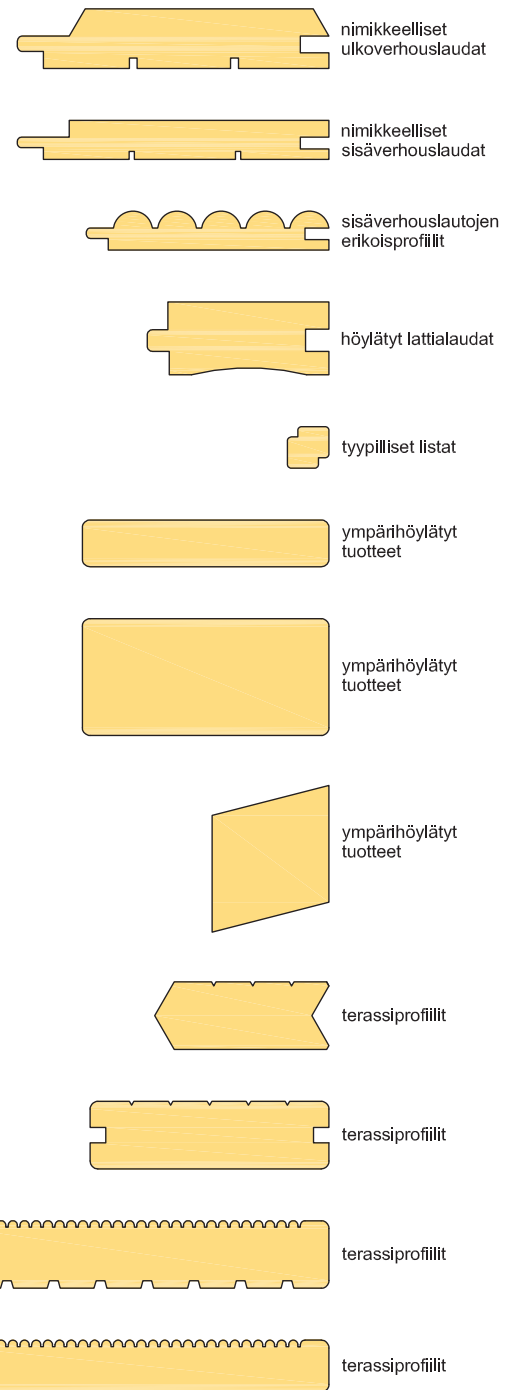 nimikkeelliset
ulkoverhouslaudat
nimikkeelliset
sisäverhouslaudat
sisäverhouslautojen
erikoisprofiilit
höylätyt lattialaudat
tyypilliset listat
ympärihöylätyt
tuotteet
ympärihöylätyt
tuotteet
ympärihöylätyt
tuotteet
terassiprofiilit
terassiprofiilit
terassiprofiilit
terassiprofiilit